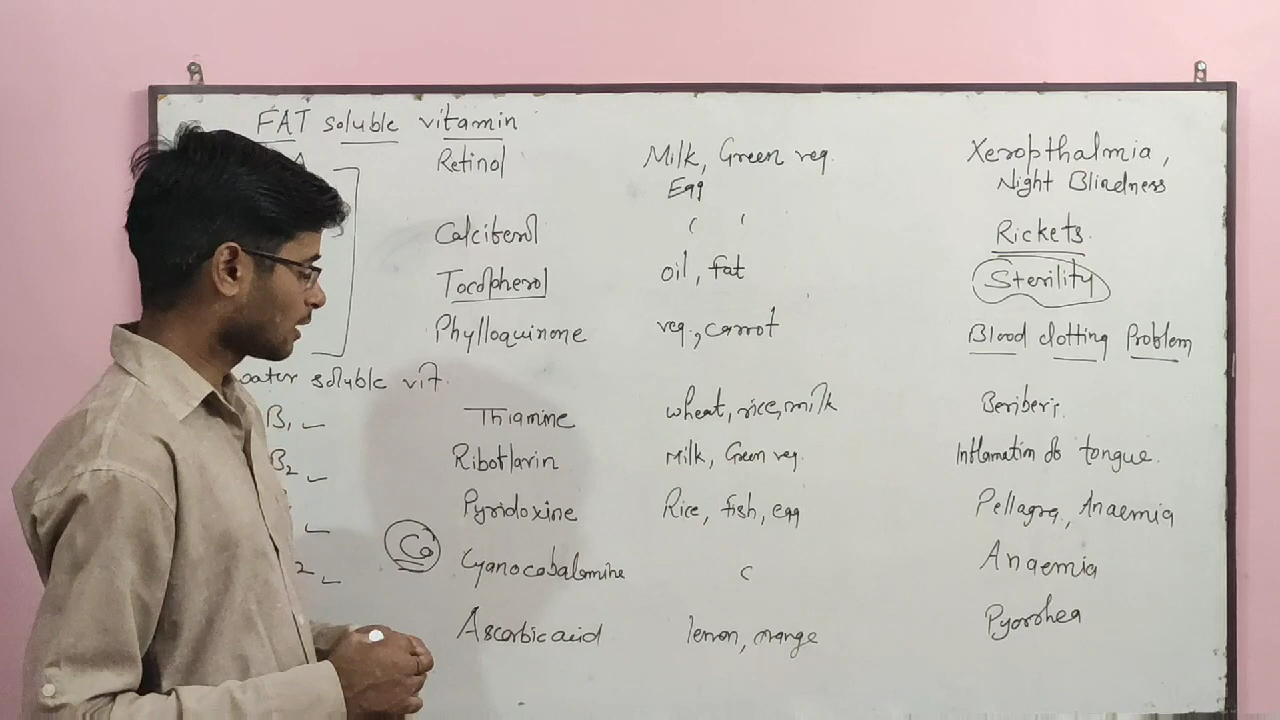 FAT soluble vitamin
A Retinol Milk, Green veg. Xeropthalmia,
Egg Night Blindness
Calciferol " Rickets.
Tocopherol oil, fat Sterility
Phylloquinone veg., carrot Blood clotting Problem
water soluble vit.
B₁ Thiamine wheat, rice, milk Beriberi.
B₂ Riboflavin Milk, Green veg. Inflamation of tongue.
Pyridoxine Rice, fish, egg Pellagra, Anaemia
2 Co Cyanocobalamine " Anaemia
Ascorbic acid lemon, orange Pyorrhea